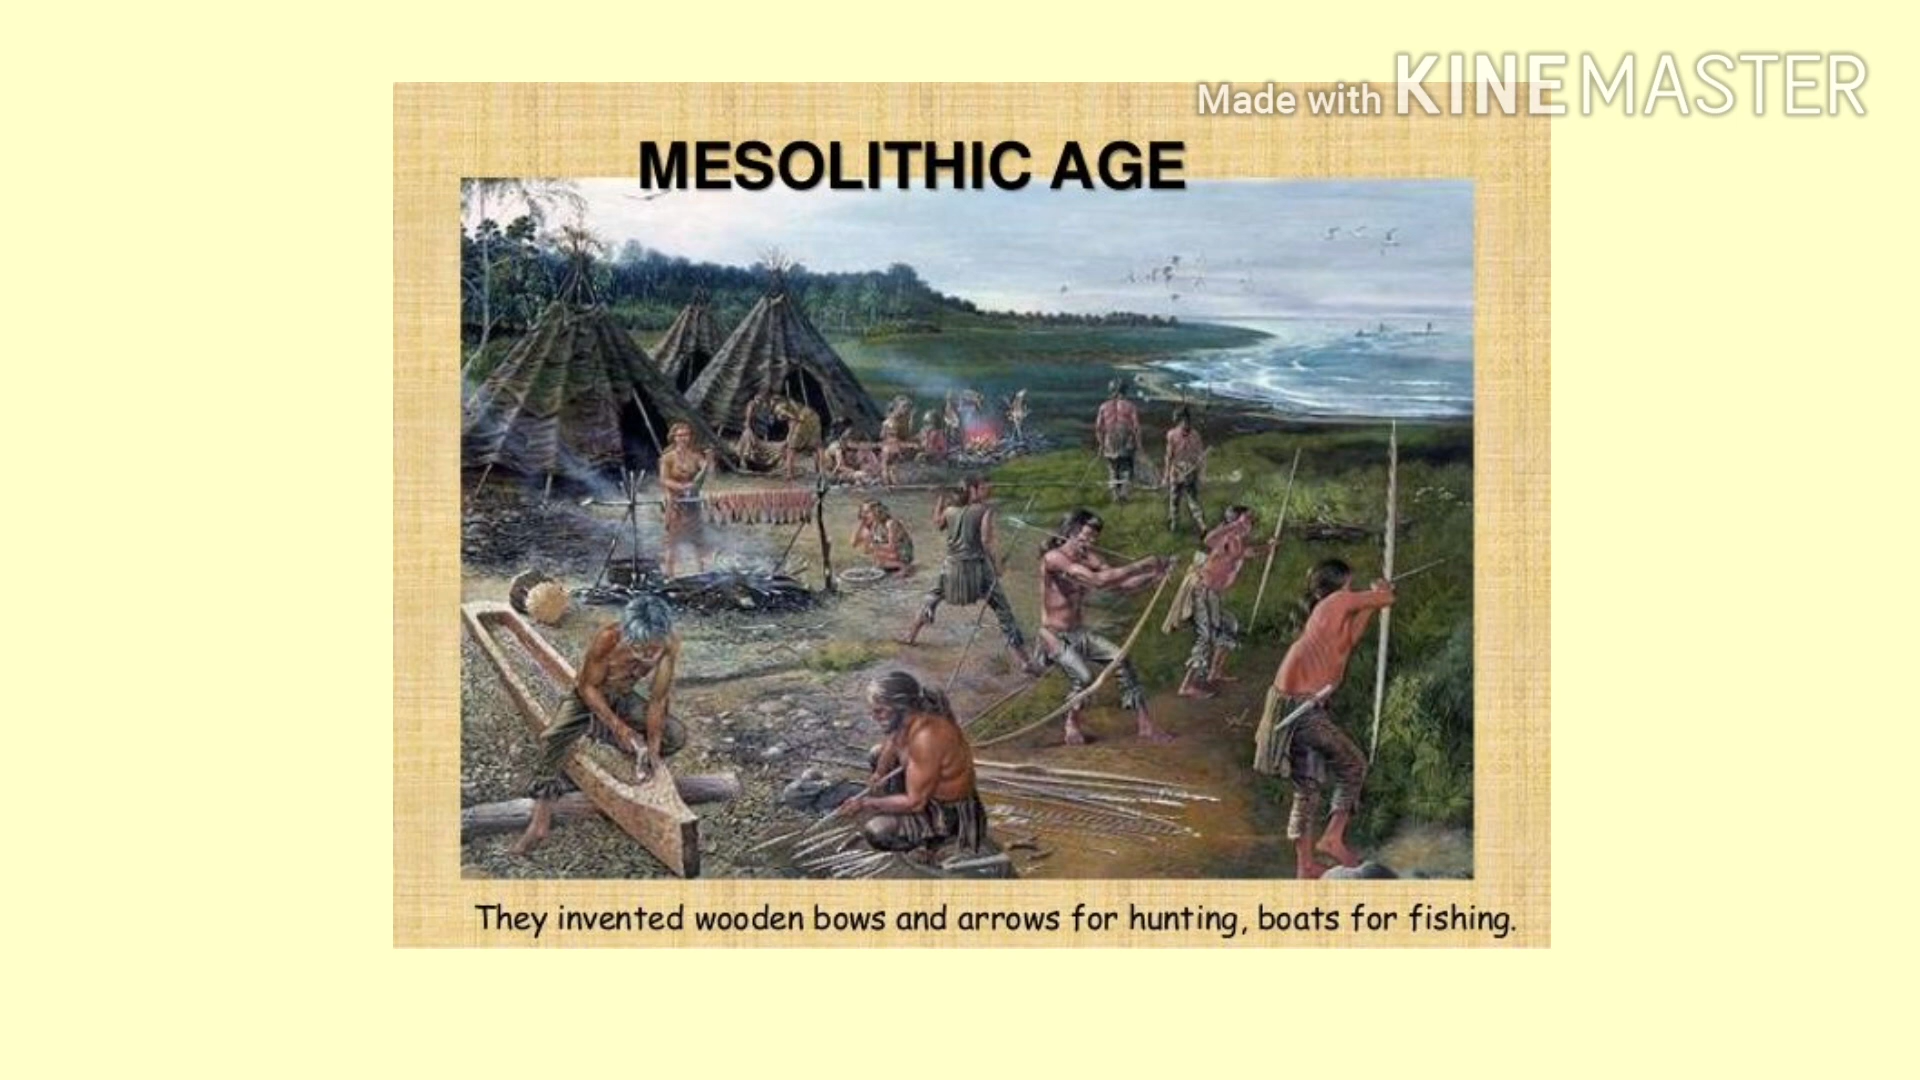 Made with KINEMASTER
MESOLITHIC AGE
They invented wooden bows and arrows for hunting, boats for fishing.